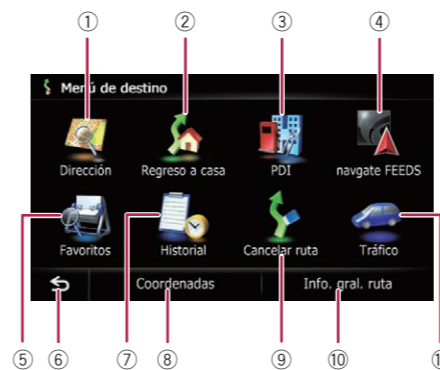 ① ② ③ ④
Menú de destino
Dirección Regreso a casa PDI navgate FEEDS
Favoritos Historial Cancelar ruta Tráfico
Coordenadas Info. gral. ruta
⑤ ⑥ ⑦ ⑧ ⑨ ⑩